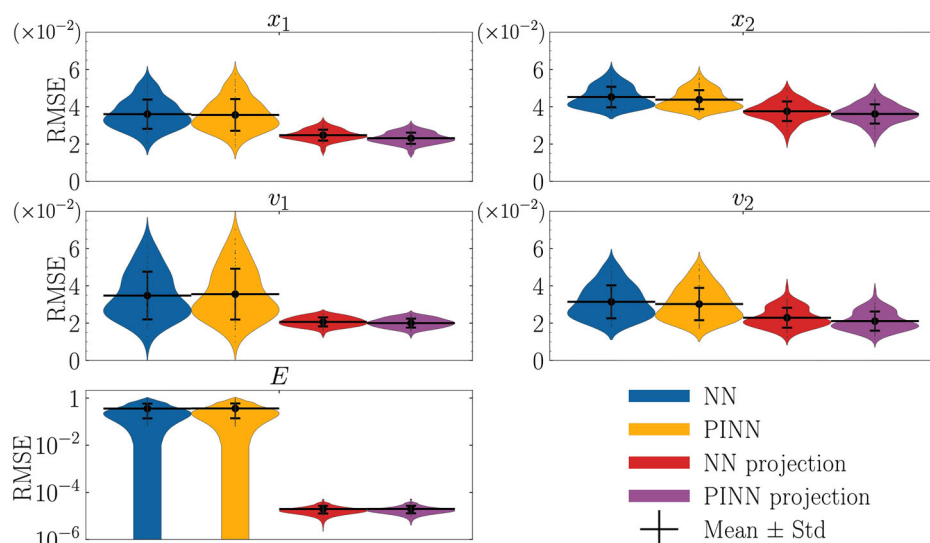 (×10⁻²) x₁ (×10⁻²) x₂
6 6
RMSE
4 4
2 2
0 0
(×10⁻²) v₁ (×10⁻²) v₂
6 6
RMSE
4 4
2 2
0 0
E
1
RMSE
10⁻²
10⁻⁴
10⁻⁶
NN
PINN
NN projection
PINN projection
Mean ± Std